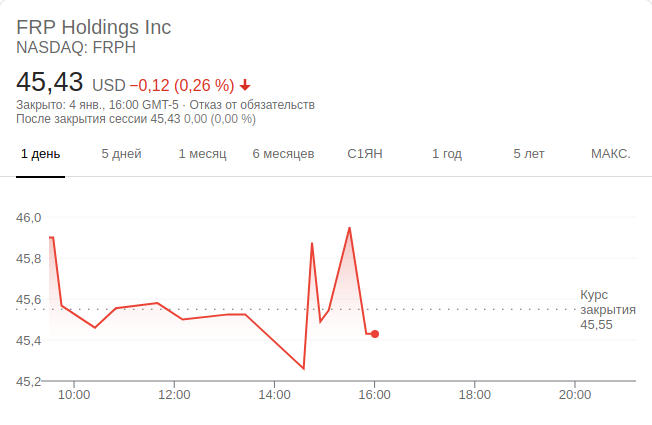 FRP Holdings Inc
NASDAQ: FRPH
45,43 USD −0,12 (0,26 %)
Закрыто: 4 янв., 16:00 GMT-5 · Отказ от обязательств
После закрытия сессии 45,43 0,00 (0,00 %)
1 день 5 дней 1 месяц 6 месяцев С1ЯН 1 год 5 лет МАКС.
46,0
45,8
45,6
45,4
45,2
Курс
закрытия
45,55
10:00 12:00 14:00 16:00 18:00 20:00